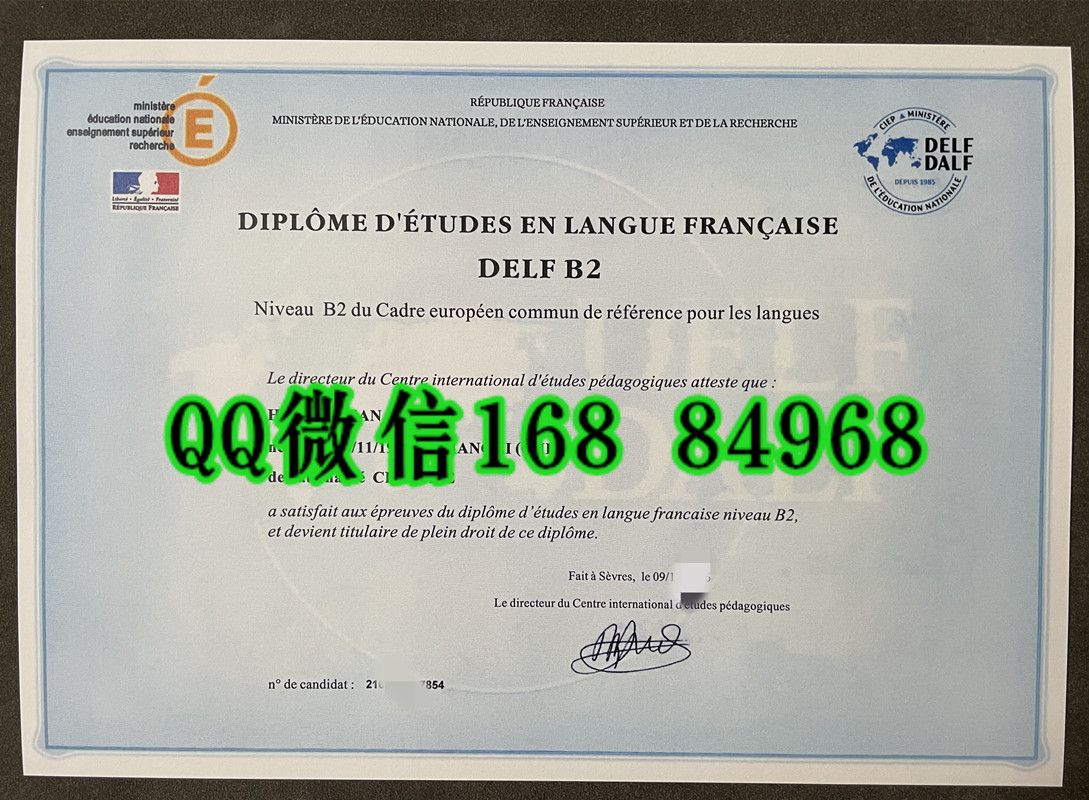 ministère
éducation nationale
enseignement supérieur
recherche
É
Liberté • Égalité • Fraternité
RÉPUBLIQUE FRANÇAISE
RÉPUBLIQUE FRANÇAISE
MINISTÈRE DE L'ÉDUCATION NATIONALE, DE L'ENSEIGNEMENT SUPÉRIEUR ET DE LA RECHERCHE
CIEP MINISTÈRE
DELF
DALF
DEPUIS 1985
DE L'ÉDUCATION NATIONALE
DIPLÔME D'ÉTUDES EN LANGUE FRANÇAISE
DELF B2
Niveau B2 du Cadre européen commun de référence pour les langues
Le directeur du Centre international d'études pédagogiques atteste que :
QQ微信168 84968
a satisfait aux épreuves du diplôme d'études en langue francaise niveau B2,
et devient titulaire de plein droit de ce diplôme.
Fait à Sèvres, le 09/1
Le directeur du Centre international d'études pédagogiques
n° de candidat : 21 854